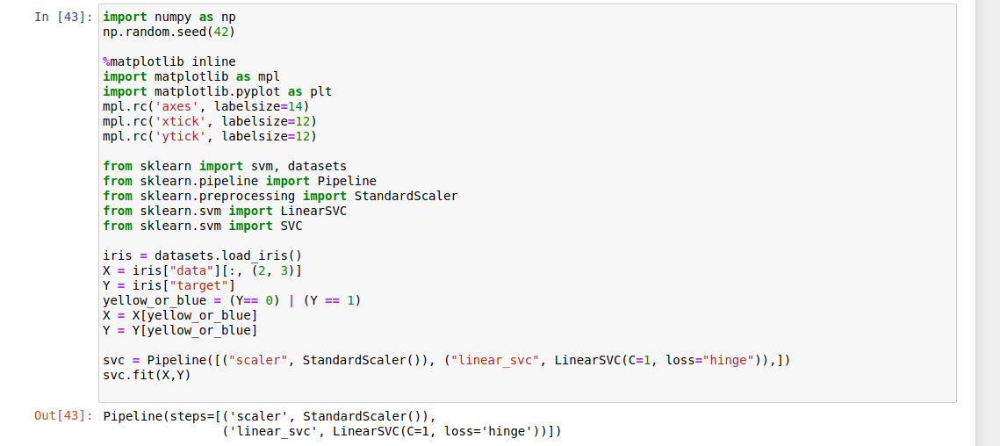 In [43]: import numpy as np
np.random.seed(42)
%matplotlib inline
import matplotlib as mpl
import matplotlib.pyplot as plt
mpl.rc('axes', labelsize=14)
mpl.rc('xtick', labelsize=12)
mpl.rc('ytick', labelsize=12)
from sklearn import svm, datasets
from sklearn.pipeline import Pipeline
from sklearn.preprocessing import StandardScaler
from sklearn.svm import LinearSVC
from sklearn.svm import SVC
iris = datasets.load_iris()
X = iris["data"][:, (2, 3)]
Y = iris["target"]
yellow_or_blue = (Y== 0) | (Y == 1)
X = X[yellow_or_blue]
Y = Y[yellow_or_blue]
svc = Pipeline([("scaler", StandardScaler()), ("linear_svc", LinearSVC(C=1, loss="hinge")),])
svc.fit(X,Y)
Out[43]: Pipeline(steps=[('scaler', StandardScaler()),
('linear_svc', LinearSVC(C=1, loss='hinge'))])